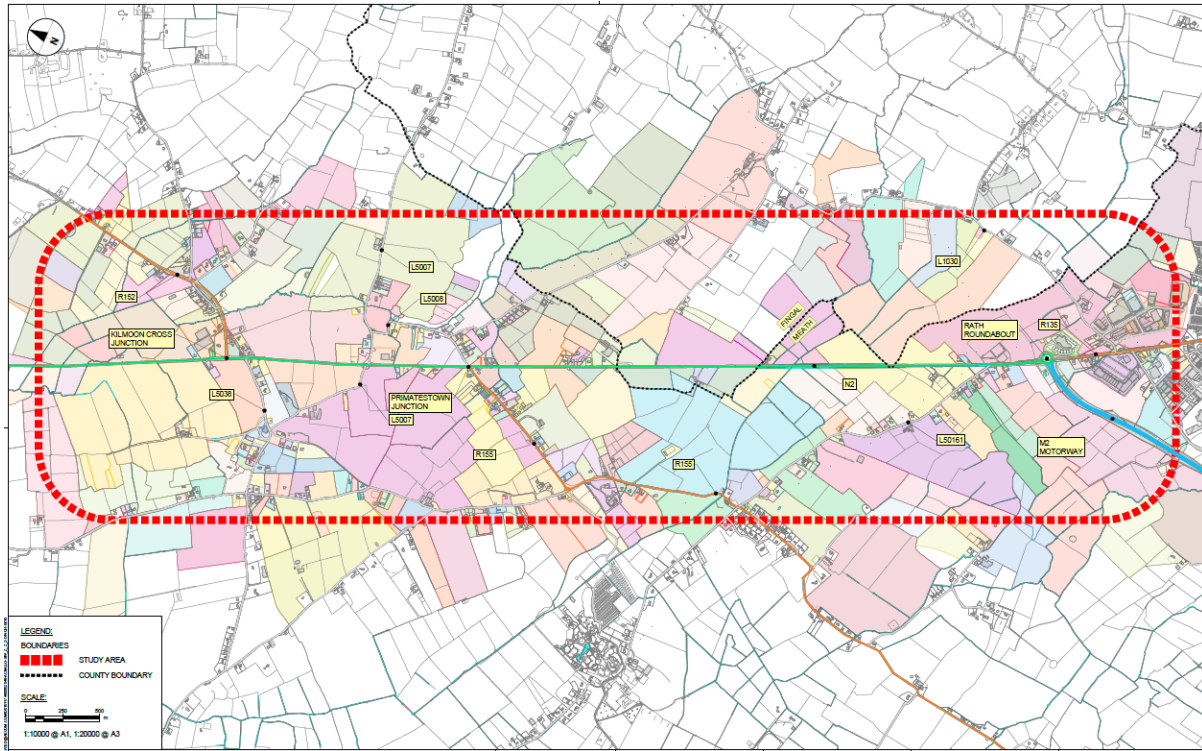 N
L5007
L1030
R152
L5008
FINGAL
MEATH
RATH
ROUNDABOUT
R135
KILMOON CROSS
JUNCTION
L5036
PRIMATESTOWN
JUNCTION
L5007
N2
R155
R155
L50161
M2
MOTORWAY
LEGEND:
BOUNDARIES
STUDY AREA
COUNTY BOUNDARY
SCALE:
0 250 500
m
1:10000 @ A1, 1:20000 @ A3